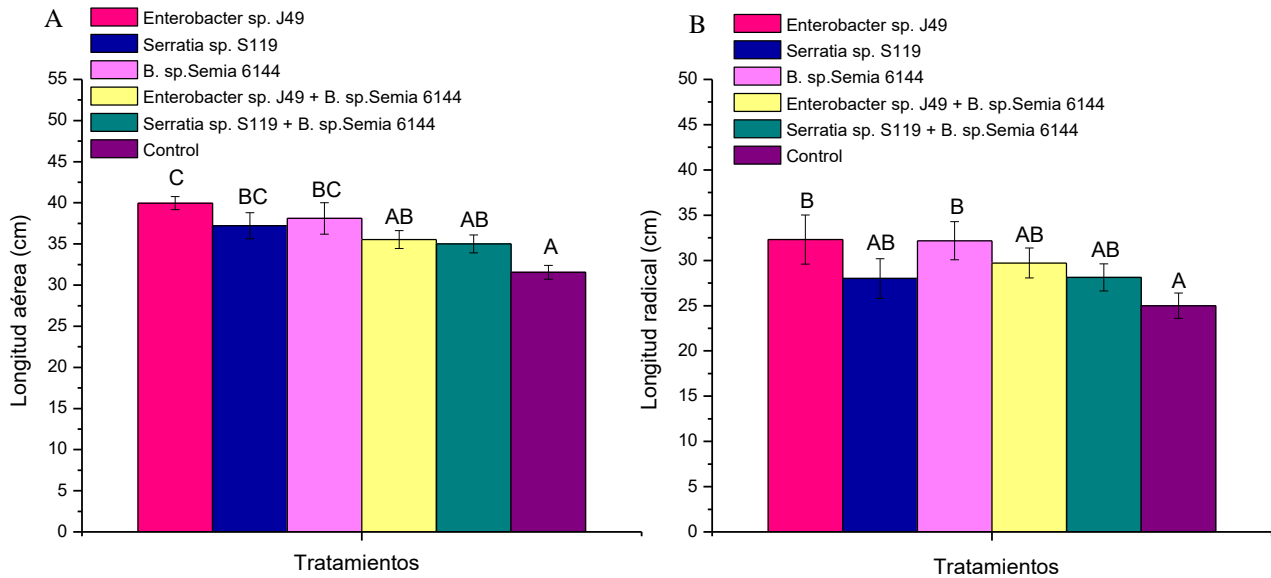 A
Enterobacter sp. J49
Serratia sp. S119
B. sp.Semia 6144
Enterobacter sp. J49 + B. sp.Semia 6144
Serratia sp. S119 + B. sp.Semia 6144
Control
55
50
45
40
35
30
25
20
15
10
5
0
Longitud aérea (cm)
C
BC
BC
AB
AB
A
Tratamientos
B
Enterobacter sp. J49
Serratia sp. S119
B. sp.Semia 6144
Enterobacter sp. J49 + B. sp.Semia 6144
Serratia sp. S119 + B. sp.Semia 6144
Control
50
45
40
35
30
25
20
15
10
5
0
Longitud radical (cm)
B
AB
B
AB
AB
A
Tratamientos